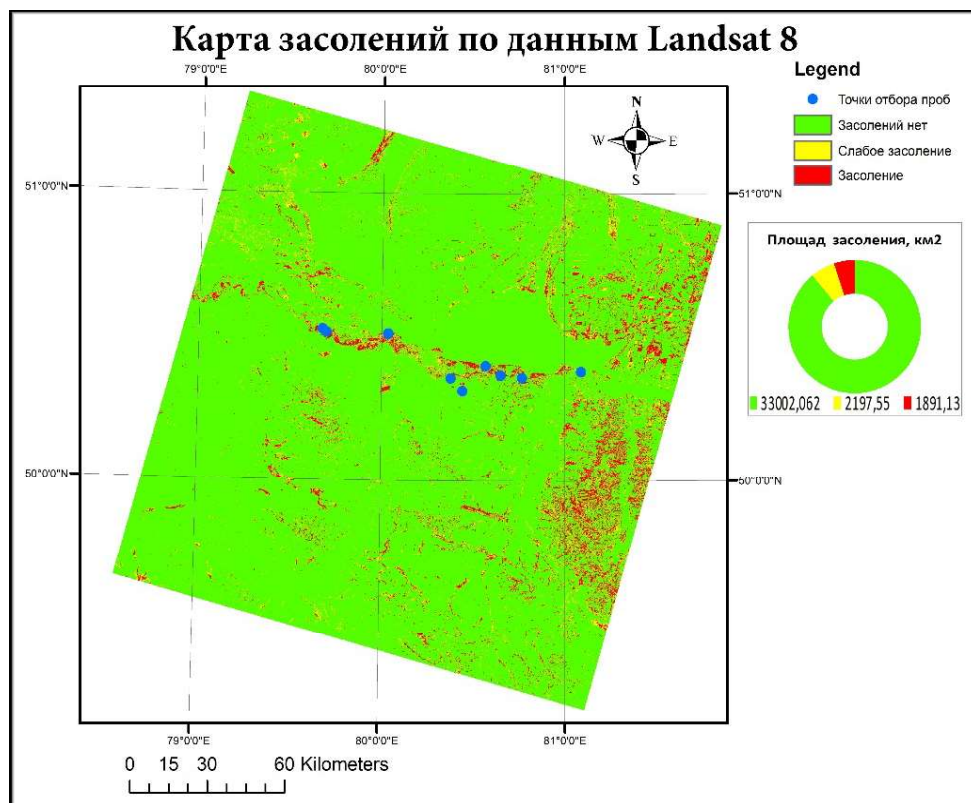 Карта засолений по данным Landsat 8
79°0'0"E 80°0'0"E 81°0'0"E
Legend
Точки отбора проб
Засолений нет
Слабое засоление
Засоление
N
W E
S
51°0'0"N 51°0'0"N
Площад засоления, км2
33002,062 2197,55 1891,13
50°0'0"N 50°0'0"N
79°0'0"E 80°0'0"E 81°0'0"E
0 15 30 60 Kilometers